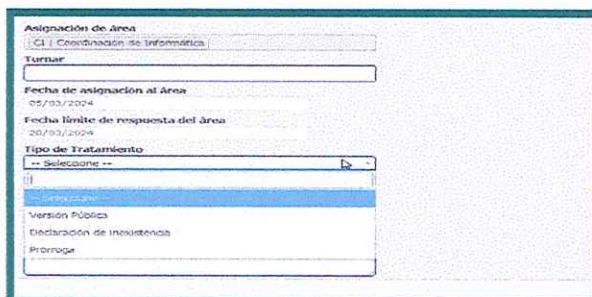 Asignación de área
CI | Coordinación de Informática
Turnar
Fecha de asignación al área
05/03/2024
Fecha límite de respuesta del área
20/03/2024
Tipo de Tratamiento
-- Seleccione --
-- Seleccione --
Versión Pública
Declaración de Inexistencia
Prórroga